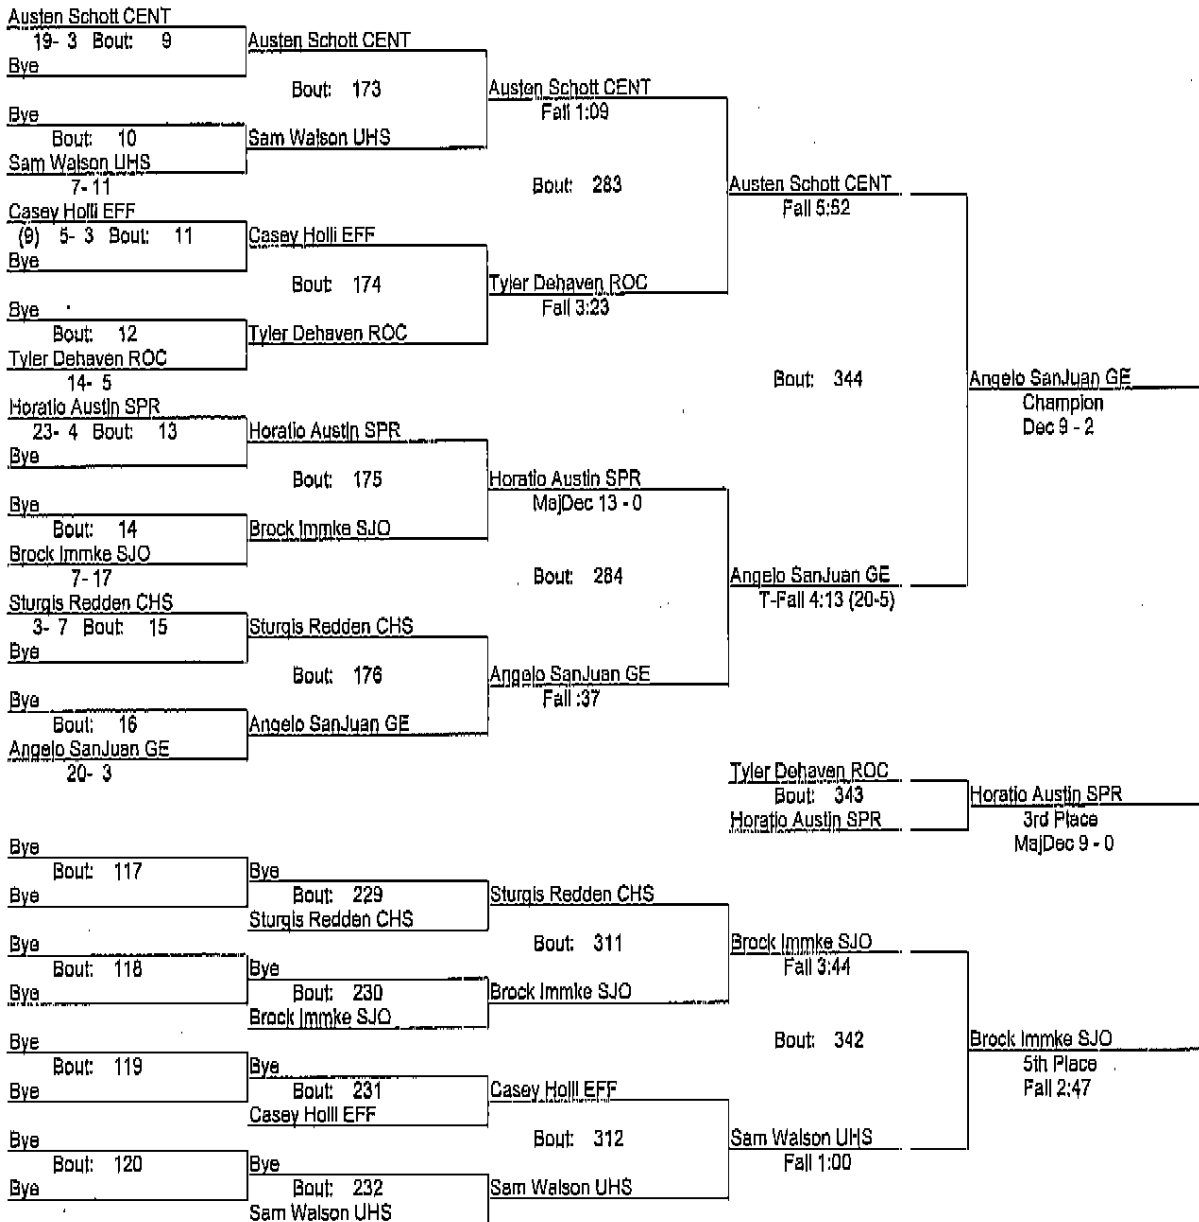 Austen Schott CENT
19- 3 Bout: 9
Bye
Bye
Bout: 10
Sam Walson UHS
7- 11
Casey Holli EFF
(9) 5- 3 Bout: 11
Bye
Bye
Bout: 12
Tyler Dehaven ROC
14- 5
Horatio Austin SPR
23- 4 Bout: 13
Bye
Bye
Bout: 14
Brock Immke SJO
7- 17
Sturgis Redden CHS
3- 7 Bout: 15
Bye
Bye
Bout: 16
Angelo SanJuan GE
20- 3
Austen Schott CENT
Bout: 173
Sam Walson UHS
Casey Holli EFF
Bout: 174
Tyler Dehaven ROC
Horatio Austin SPR
Bout: 175
Brock Immke SJO
Sturgis Redden CHS
Bout: 176
Angelo SanJuan GE
Austen Schott CENT
Fall 1:09
Bout: 283
Tyler Dehaven ROC
Fall 3:23
Horatio Austin SPR
MajDec 13 - 0
Bout: 284
Angelo SanJuan GE
Fall :37
Austen Schott CENT
Fall 5:52
Bout: 344
Angelo SanJuan GE
T-Fall 4:13 (20-5)
Angelo SanJuan GE
Champion
Dec 9 - 2
Tyler Dehaven ROC
Bout: 343
Horatio Austin SPR
Horatio Austin SPR
3rd Place
MajDec 9 - 0
Bye
Bout: 117
Bye
Bye
Bout: 118
Bye
Bye
Bout: 119
Bye
Bye
Bout: 120
Bye
Bye
Bout: 229
Sturgis Redden CHS
Bye
Bout: 230
Brock Immke SJO
Bye
Bout: 231
Casey Holli EFF
Bye
Bout: 232
Sam Walson UHS
Sturgis Redden CHS
Bout: 311
Brock Immke SJO
Casey Holli EFF
Bout: 312
Sam Walson UHS
Brock Immke SJO
Fall 3:44
Bout: 342
Sam Walson UHS
Fall 1:00
Brock Immke SJO
5th Place
Fall 2:47